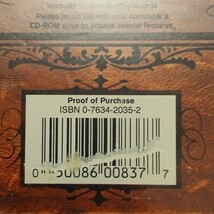 Please insert CD-ROM into your computer's
CD-ROM drive to access special features.
Proof of Purchase
ISBN 0-7634-2035-2
0 50086 00837 7